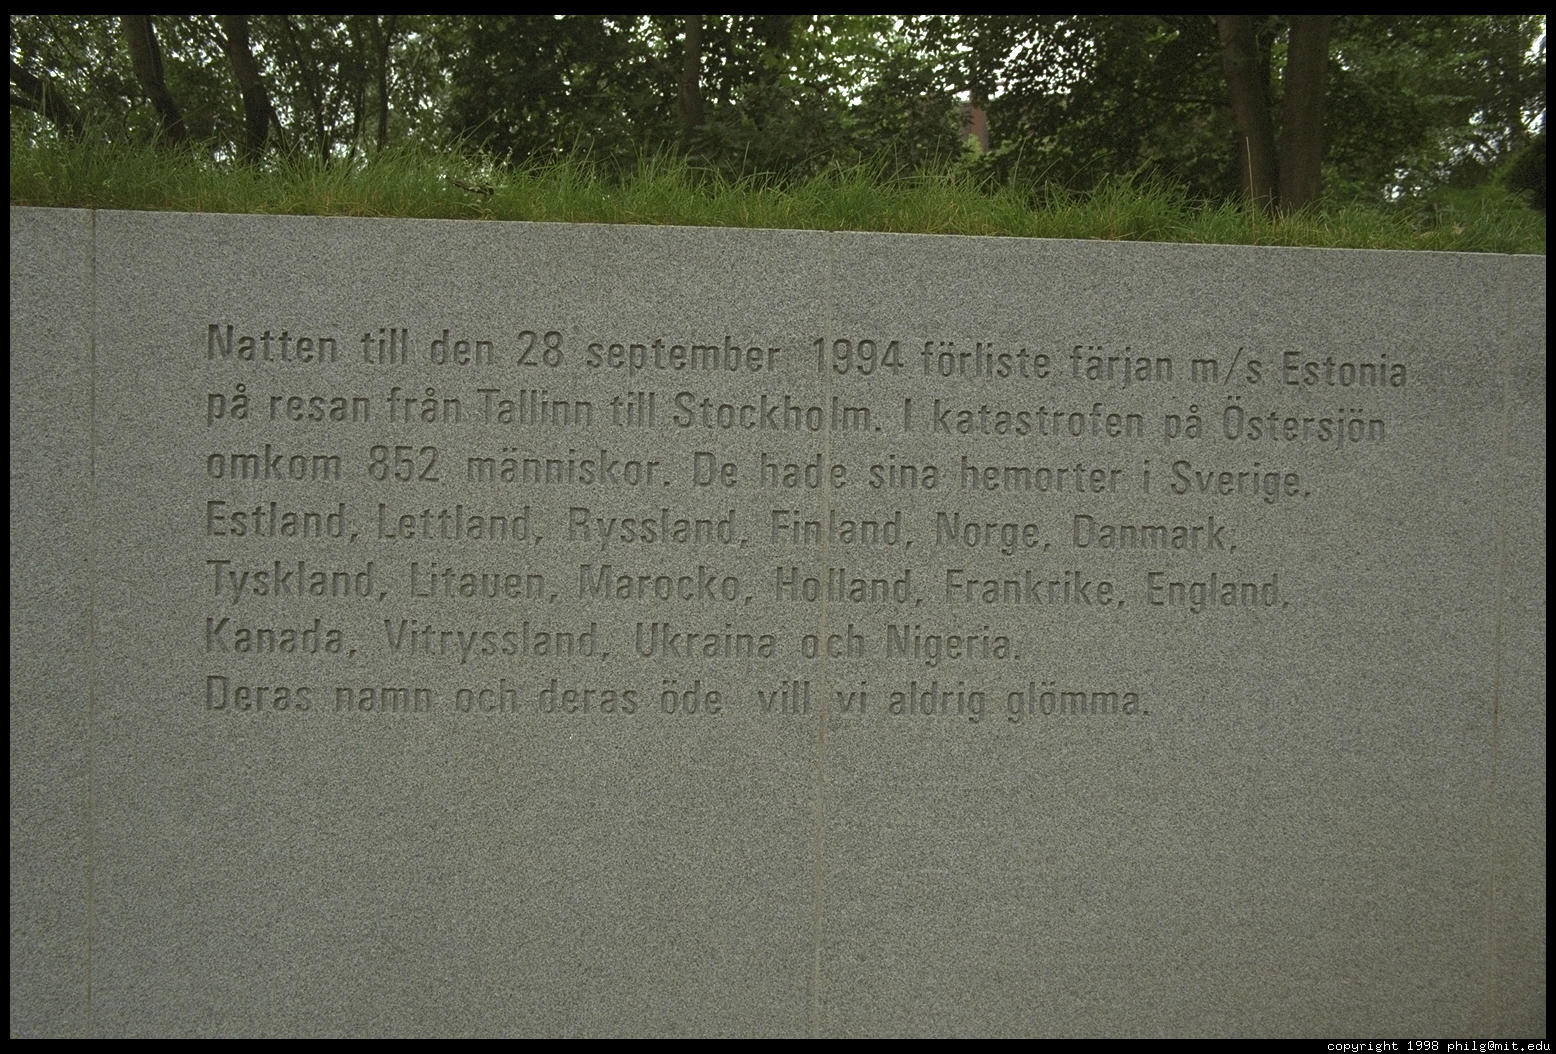 Natten till den 28 september 1994 förliste färjan m/s Estonia
på resan från Tallinn till Stockholm. I katastrofen på Östersjön
omkom 852 människor. De hade sina hemorter i Sverige,
Estland, Lettland, Ryssland, Finland, Norge, Danmark,
Tyskland, Litauen, Marocko, Holland, Frankrike, England,
Kanada, Vitryssland, Ukraina och Nigeria.
Deras namn och deras öde vill vi aldrig glömma.
copyright 1998 philg@mit.edu